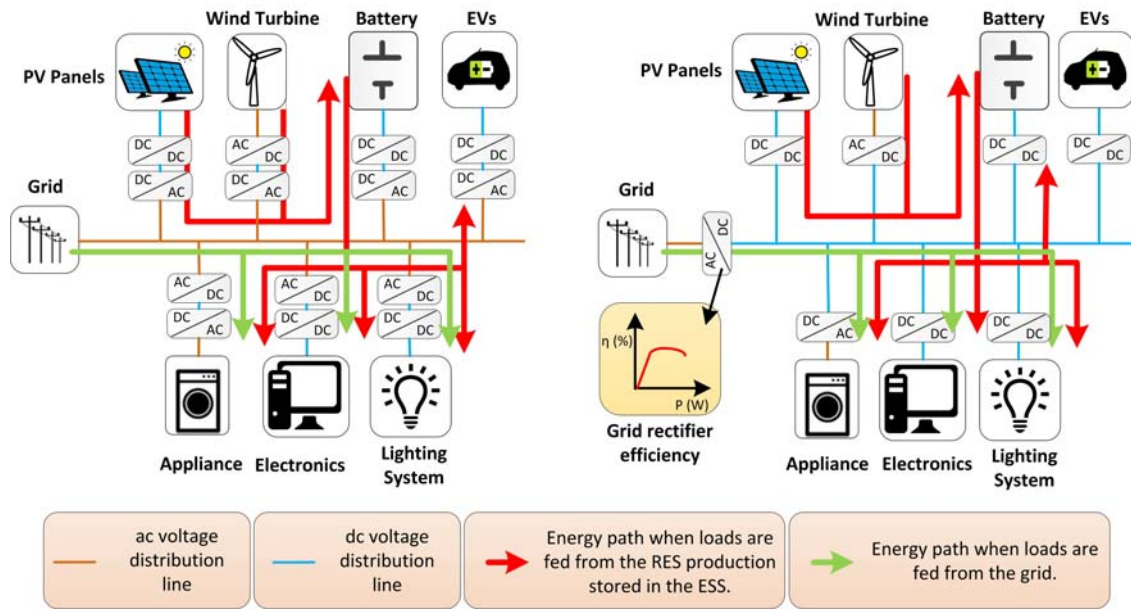 Wind Turbine
Battery
EVs
PV Panels
DC
DC
AC
DC
DC
DC
DC
DC
DC
AC
DC
AC
DC
AC
DC
AC
Grid
AC
DC
AC
DC
AC
DC
DC
AC
DC
DC
DC
DC
Appliance
Electronics
Lighting
System
Wind Turbine
Battery
EVs
PV Panels
DC
DC
AC
DC
DC
DC
DC
DC
Grid
AC
DC
η (%)
P (W)
Grid rectifier
efficiency
DC
AC
DC
DC
DC
DC
Appliance
Electronics
Lighting
System
ac voltage
distribution
line
dc voltage
distribution
line
Energy path when loads are
fed from the RES production
stored in the ESS.
Energy path when loads are
fed from the grid.